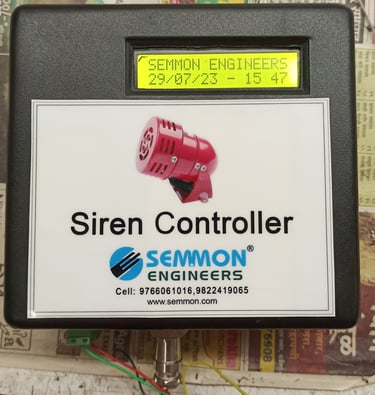 SEMMON ENGINEERS
29/07/23 - 15 47
Siren Controller
SEMMON®
ENGINEERS
Cell: 9766061016,9822419065
www.semmon.com